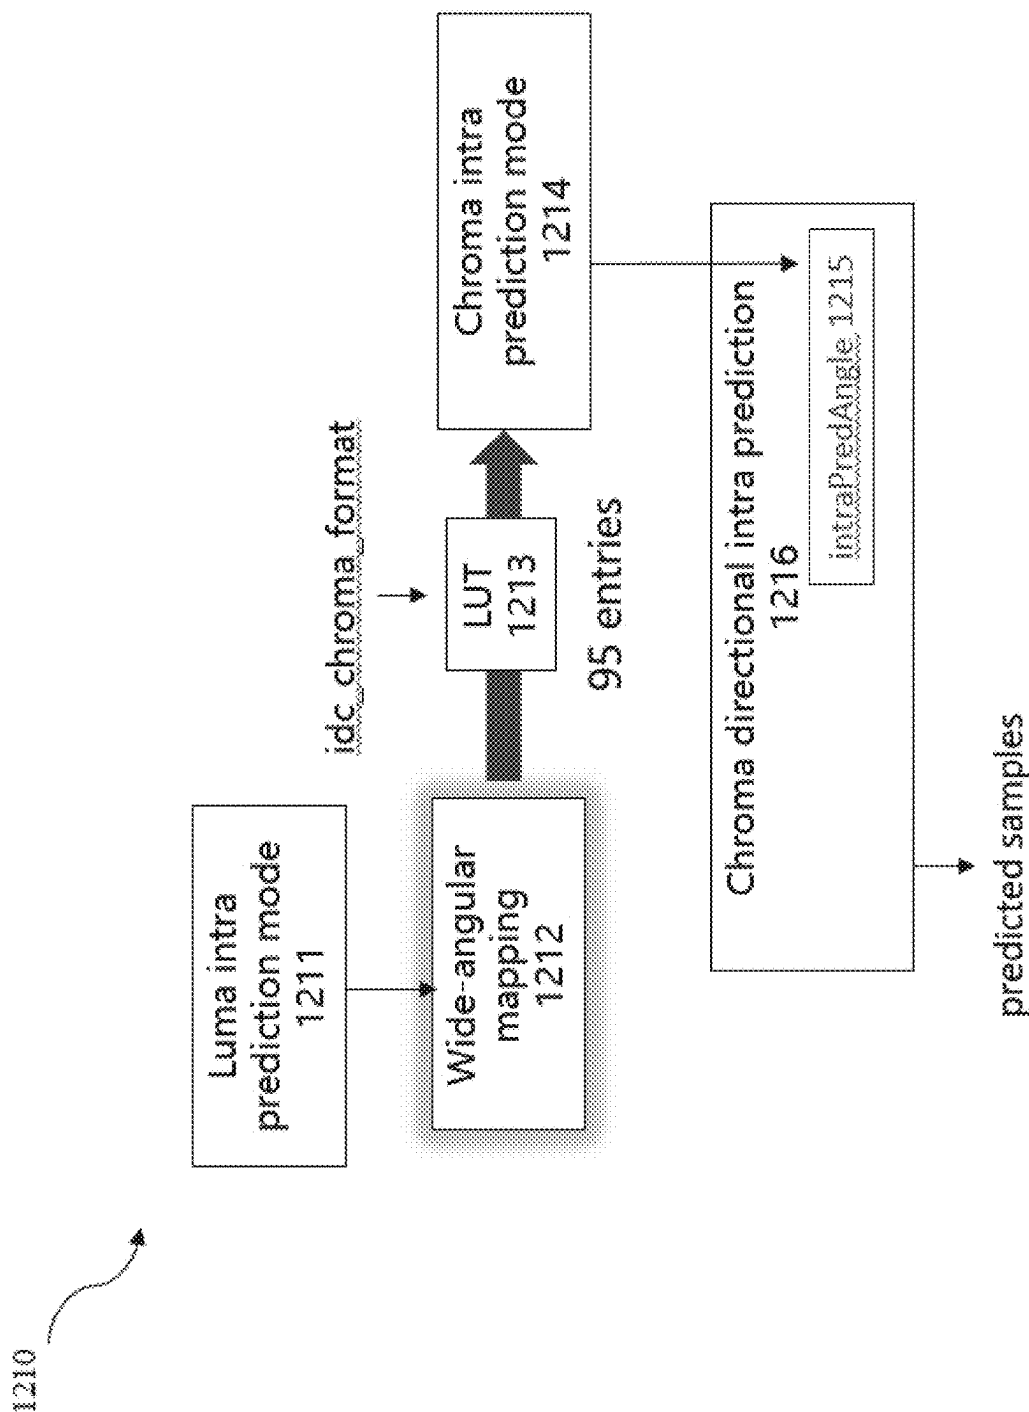 1210
Luma intra
prediction mode
1211
Wide-angular
mapping
1212
idc_chroma_format
LUT
1213
95 entries
Chroma intra
prediction mode
1214
Chroma directional intra prediction
1216
intraPredAngle 1215
predicted samples